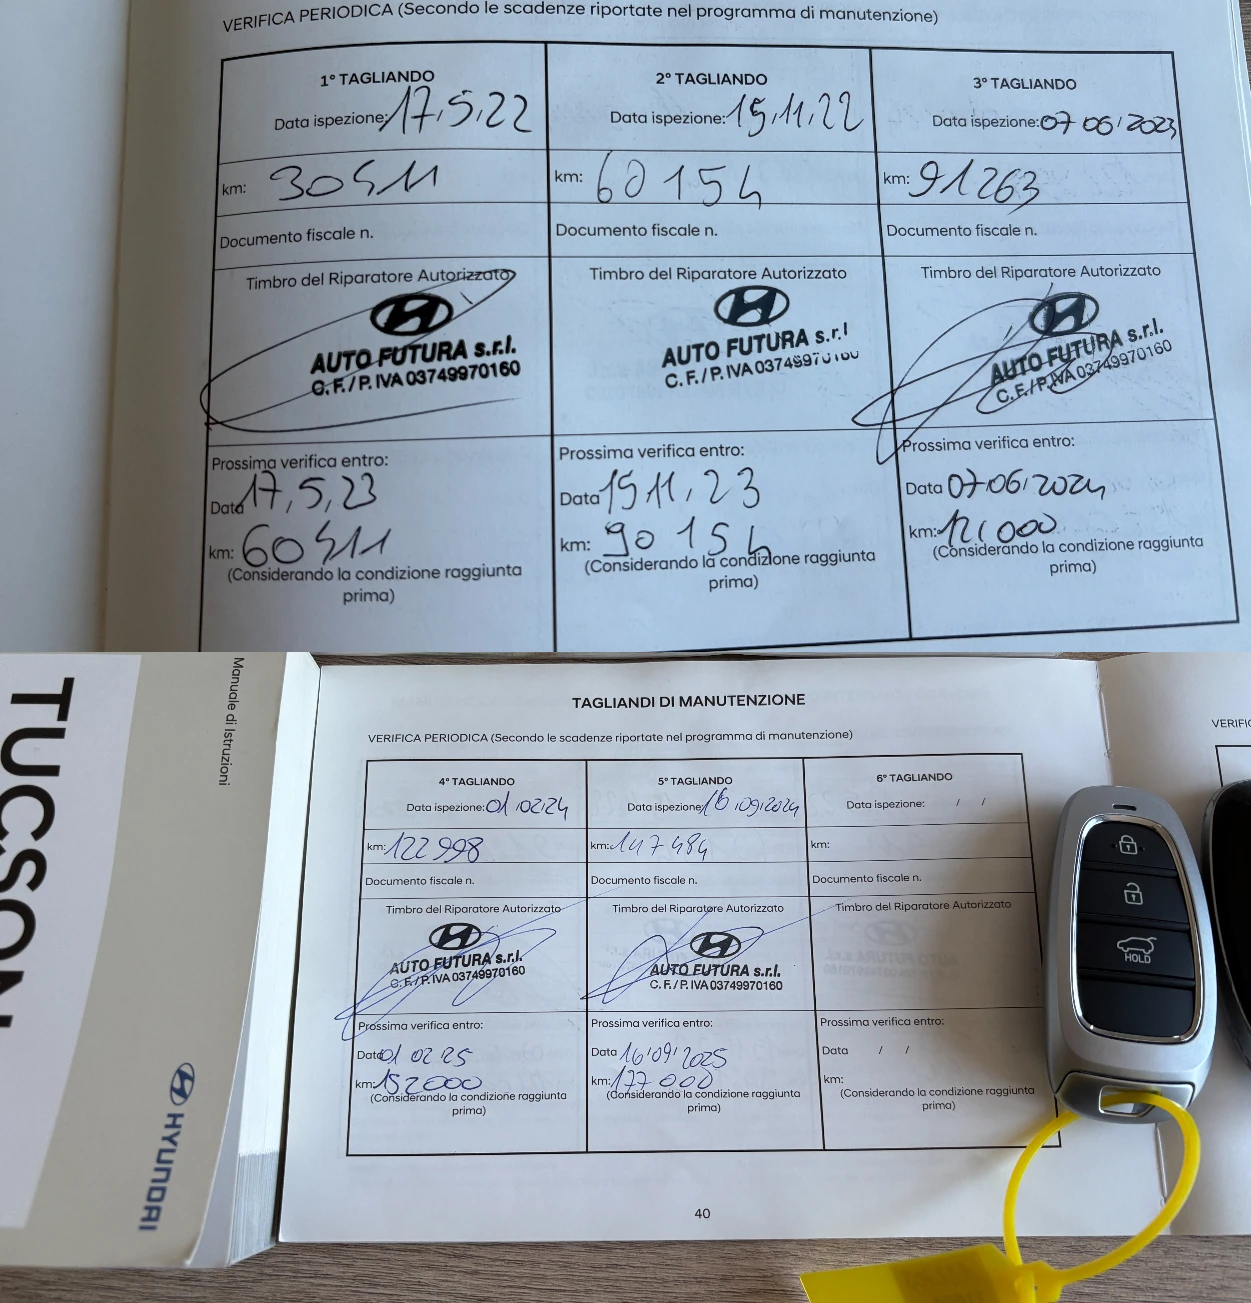 VERIFICA PERIODICA (Secondo le scadenze riportate nel programma di manutenzione)
1° TAGLIANDO
Data ispezione: 17,5,22
km: 30511
Documento fiscale n.
Timbro del Riparatore Autorizzato
AUTO FUTURA s.r.l.
C.F./P.IVA 03749970160
Prossima verifica entro:
Data 17,5,23
km: 60511
(Considerando la condizione raggiunta
prima)
2° TAGLIANDO
Data ispezione: 15,11,22
km: 60154
Documento fiscale n.
Timbro del Riparatore Autorizzato
AUTO FUTURA s.r.l
C.F./P.IVA 03749970160
Prossima verifica entro:
Data 15 11,23
km: 90154
(Considerando la condizione raggiunta
prima)
3° TAGLIANDO
Data ispezione: 07 06/2023
km: 91263
Documento fiscale n.
Timbro del Riparatore Autorizzato
AUTO FUTURA s.r.l.
C.F./P.IVA 03749970160
Prossima verifica entro:
Data 07/06/2024
km: 121000
(Considerando la condizione raggiunta
prima)
TUCSON
Manuale di Istruzioni
HYUNDAI
TAGLIANDI DI MANUTENZIONE
VERIFICA PERIODICA (Secondo le scadenze riportate nel programma di manutenzione)
4° TAGLIANDO
Data ispezione: 01/02/24
km: 122998
Documento fiscale n.
Timbro del Riparatore Autorizzato
AUTO FUTURA s.r.l.
C.F./P.IVA 03749970160
Prossima verifica entro:
Data 01 02 25
km: 152000
(Considerando la condizione raggiunta
prima)
5° TAGLIANDO
Data ispezione: 16/09/2024
km: 147484
Documento fiscale n.
Timbro del Riparatore Autorizzato
AUTO FUTURA s.r.l.
C.F./P.IVA 03749970160
Prossima verifica entro:
Data 16/09/2025
km: 177000
(Considerando la condizione raggiunta
prima)
6° TAGLIANDO
Data ispezione: / /
km:
Documento fiscale n.
Timbro del Riparatore Autorizzato
Prossima verifica entro:
Data / /
km:
(Considerando la condizione raggiunta
prima)
40
HOLD